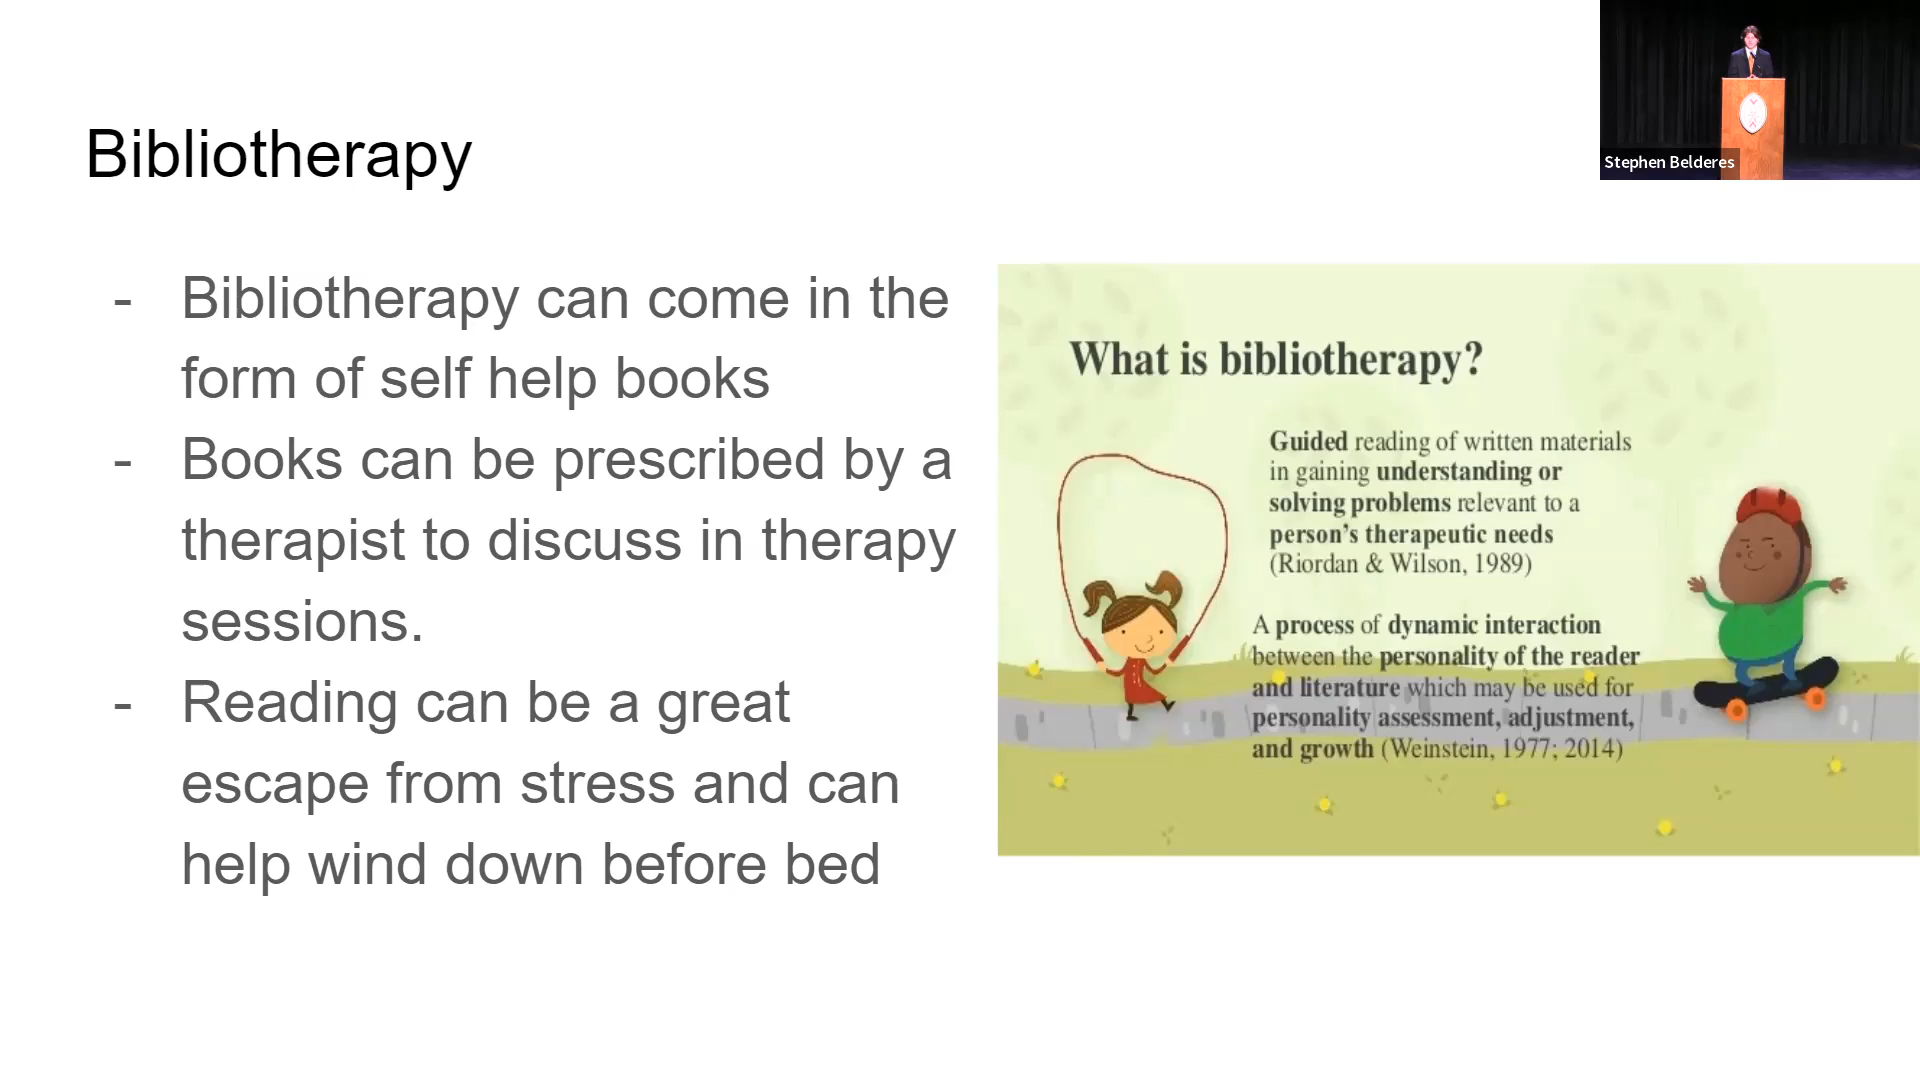 Bibliotherapy
- Bibliotherapy can come in the
form of self help books
- Books can be prescribed by a
therapist to discuss in therapy
sessions.
- Reading can be a great
escape from stress and can
help wind down before bed
What is bibliotherapy?
Guided reading of written materials
in gaining understanding or
solving problems relevant to a
person’s therapeutic needs
(Riordan & Wilson, 1989)
A process of dynamic interaction
between the personality of the reader
and literature which may be used for
personality assessment, adjustment,
and growth (Weinstein, 1977; 2014)
Stephen Belderes